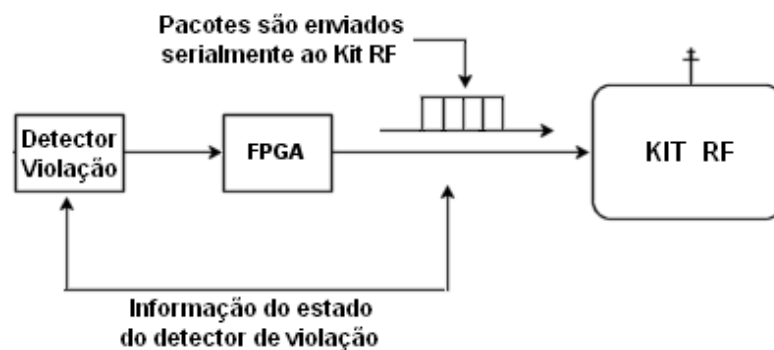 Pacotes são enviados
serialmente ao Kit RF
Detector
Violação
FPGA
KIT RF
Informação do estado
do detector de violação